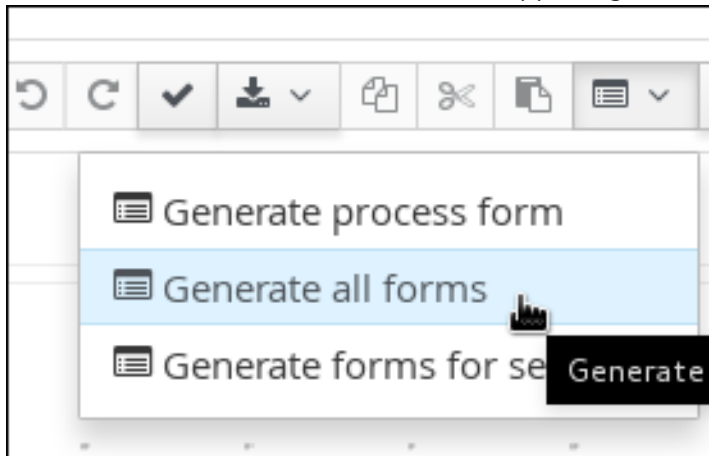 Generate process form
Generate all forms
Generate forms for se
Generate